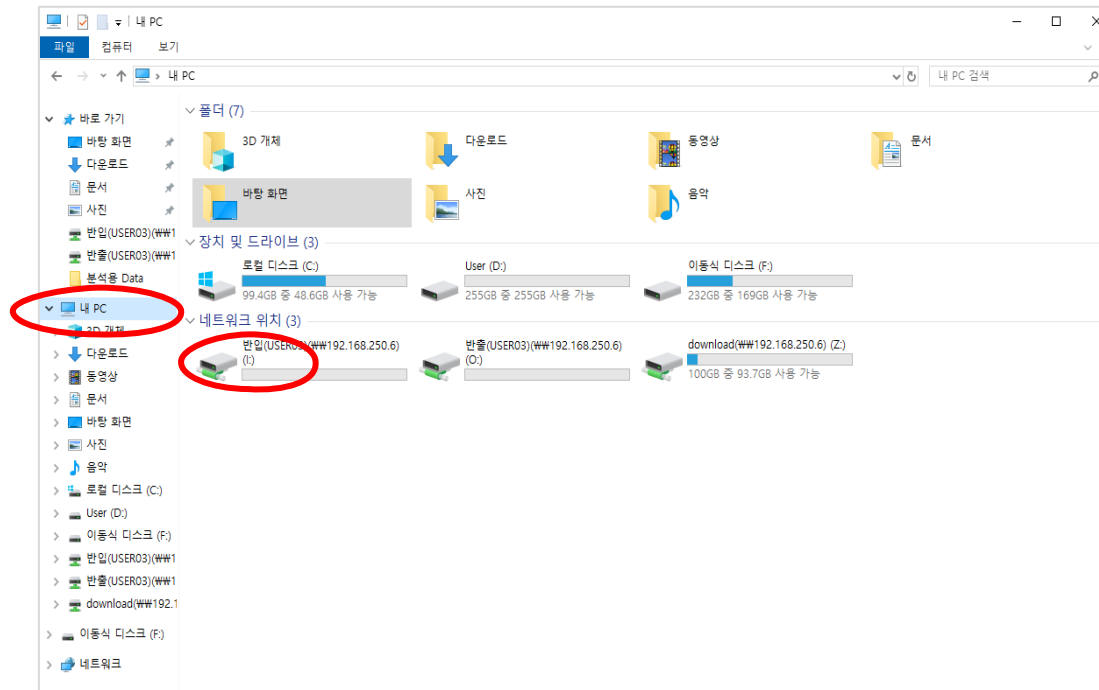 내 PC
파일 컴퓨터 보기
내 PC
내 PC 검색
바로 가기
바탕 화면
다운로드
문서
사진
반입(USER03)(₩₩1
반출(USER03)(₩₩1
분석용 Data
내 PC
3D 개체
다운로드
동영상
문서
바탕 화면
사진
음악
로컬 디스크 (C:)
User (D:)
이동식 디스크 (F:)
반입(USER03)(₩₩1
반출(USER03)(₩₩1
download(₩₩192.1
이동식 디스크 (F:)
네트워크
폴더 (7)
3D 개체
다운로드
동영상
문서
바탕 화면
사진
음악
장치 및 드라이브 (3)
로컬 디스크 (C:)
99.4GB 중 48.6GB 사용 가능
User (D:)
255GB 중 255GB 사용 가능
이동식 디스크 (F:)
232GB 중 169GB 사용 가능
네트워크 위치 (3)
반입(USER03)(₩₩192.168.250.6)
(I:)
반출(USER03)(₩₩192.168.250.6)
(O:)
download(₩₩192.168.250.6) (Z:)
100GB 중 93.7GB 사용 가능